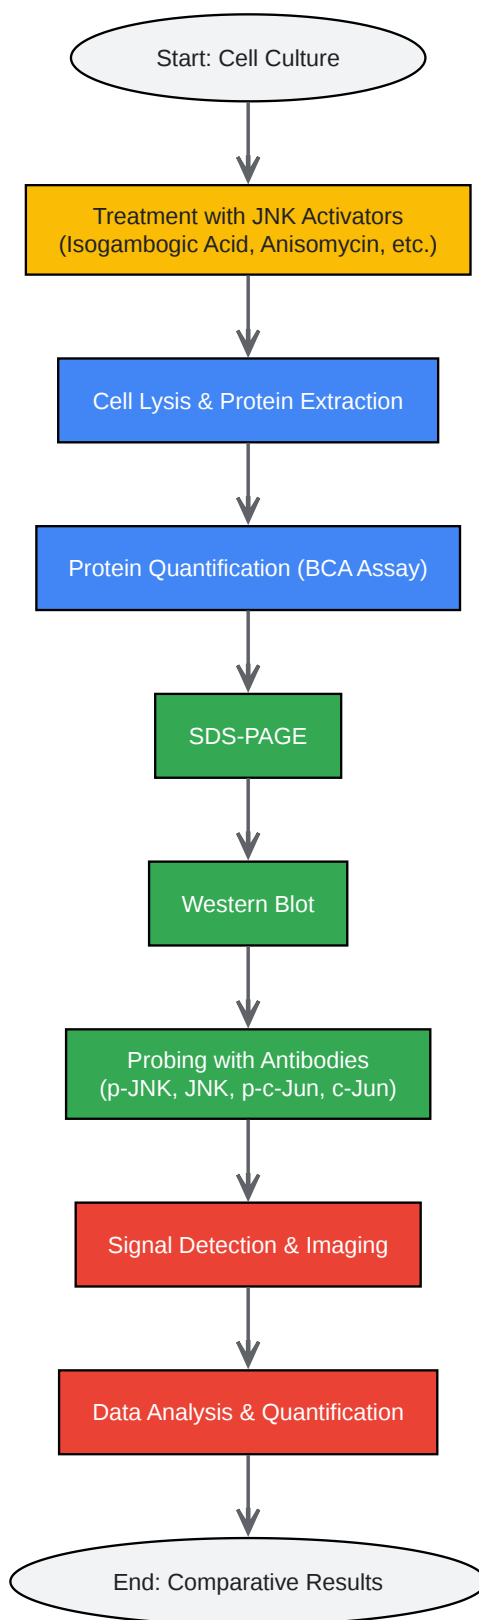 Start: Cell Culture
Treatment with JNK Activators
(Isogambogic Acid, Anisomycin, etc.)
Cell Lysis & Protein Extraction
Protein Quantification (BCA Assay)
SDS-PAGE
Western Blot
Probing with Antibodies
(p-JNK, JNK, p-c-Jun, c-Jun)
Signal Detection & Imaging
Data Analysis & Quantification
End: Comparative Results